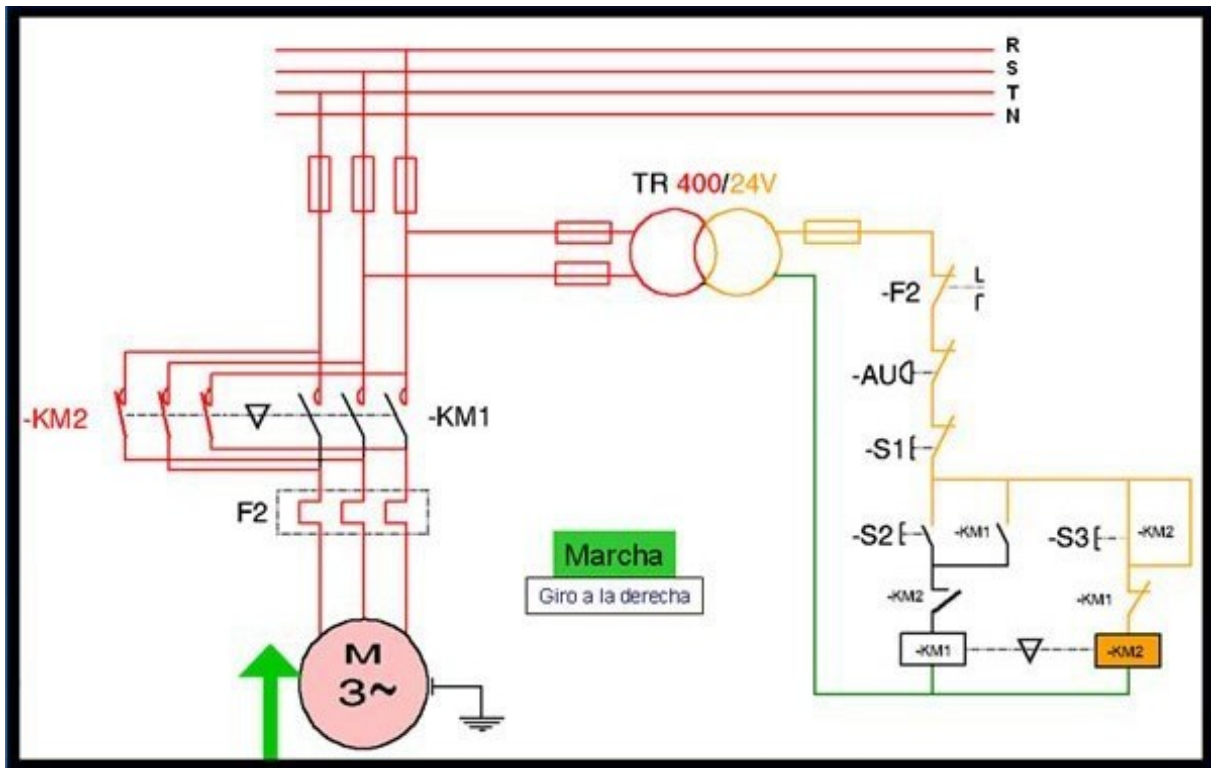 R
S
T
N
TR 400/24V
-F2
-AU
-KM2
-KM1
-S1
F2
-S2
-KM1
-S3
-KM2
Marcha
Giro a la derecha
-KM2
-KM1
-KM1
-KM2
M
3~